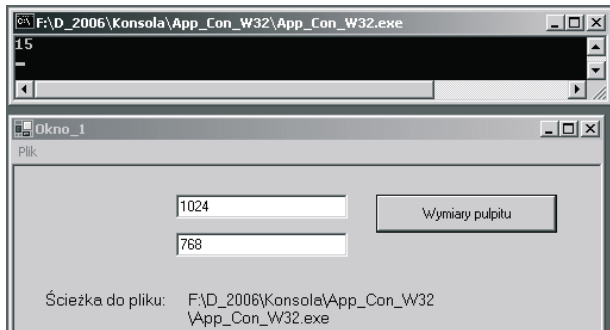 F:\D_2006\Konsola\App_Con_W32\App_Con_W32.exe
15
Okno_1
Plik
1024
Wymiary pulpitu
768
Ścieżka do pliku: F:\D_2006\Konsola\App_Con_W32
\App_Con_W32.exe